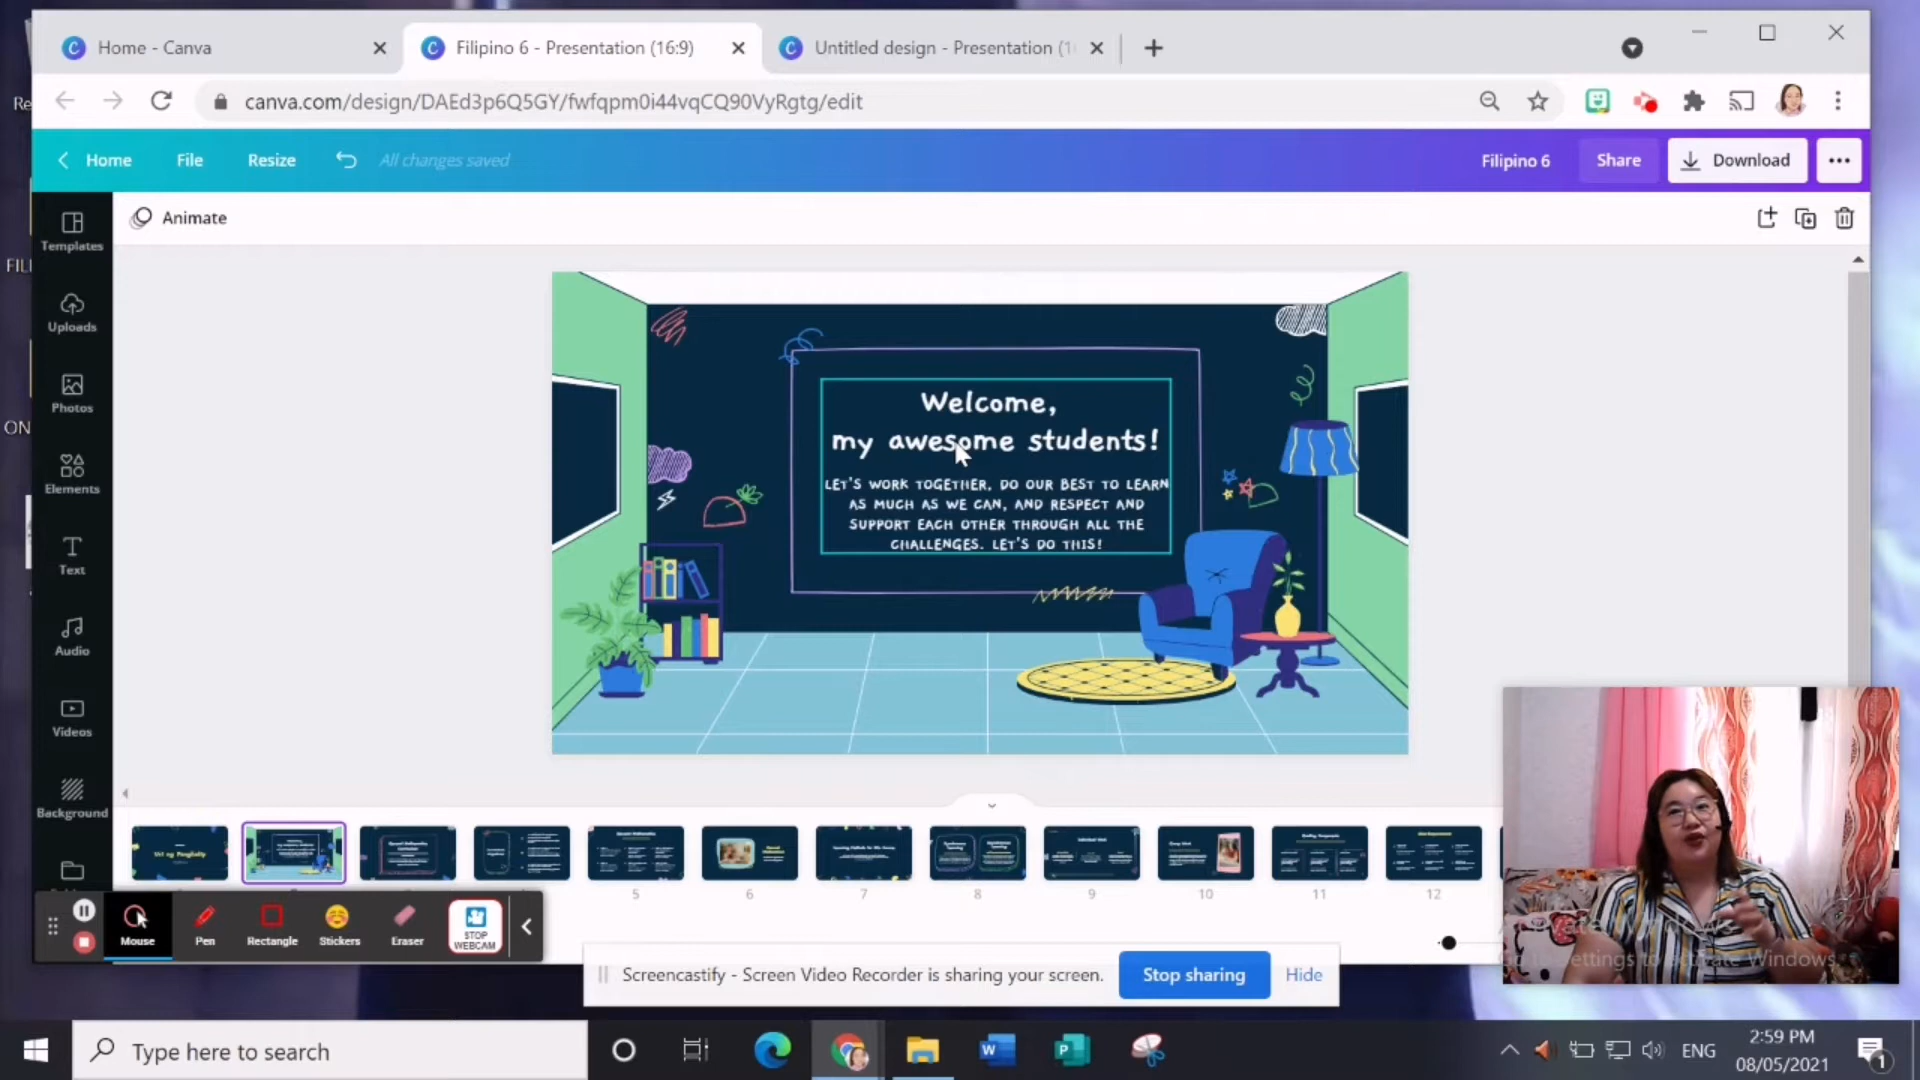 Home - Canva
Filipino 6 - Presentation (16:9)
Untitled design - Presentation (1
canva.com/design/DAEd3p6Q5GY/fwfqpm0i44vqCQ90VyRgtg/edit
Home
File
Resize
All changes saved
Filipino 6
Share
Download
Animate
Templates
Uploads
Photos
Elements
Text
Audio
Videos
Background
Re
FILI
ON
Welcome,
my awesome students!
LET'S WORK TOGETHER, DO OUR BEST TO LEARN
AS MUCH AS WE CAN, AND RESPECT AND
SUPPORT EACH OTHER THROUGH ALL THE
CHALLENGES. LET'S DO THIS!
5
6
7
8
9
10
11
12
Mouse
Pen
Rectangle
Stickers
Eraser
STOP
WEBCAM
Screencastify - Screen Video Recorder is sharing your screen.
Stop sharing
Hide
Type here to search
ENG
2:59 PM
08/05/2021
1